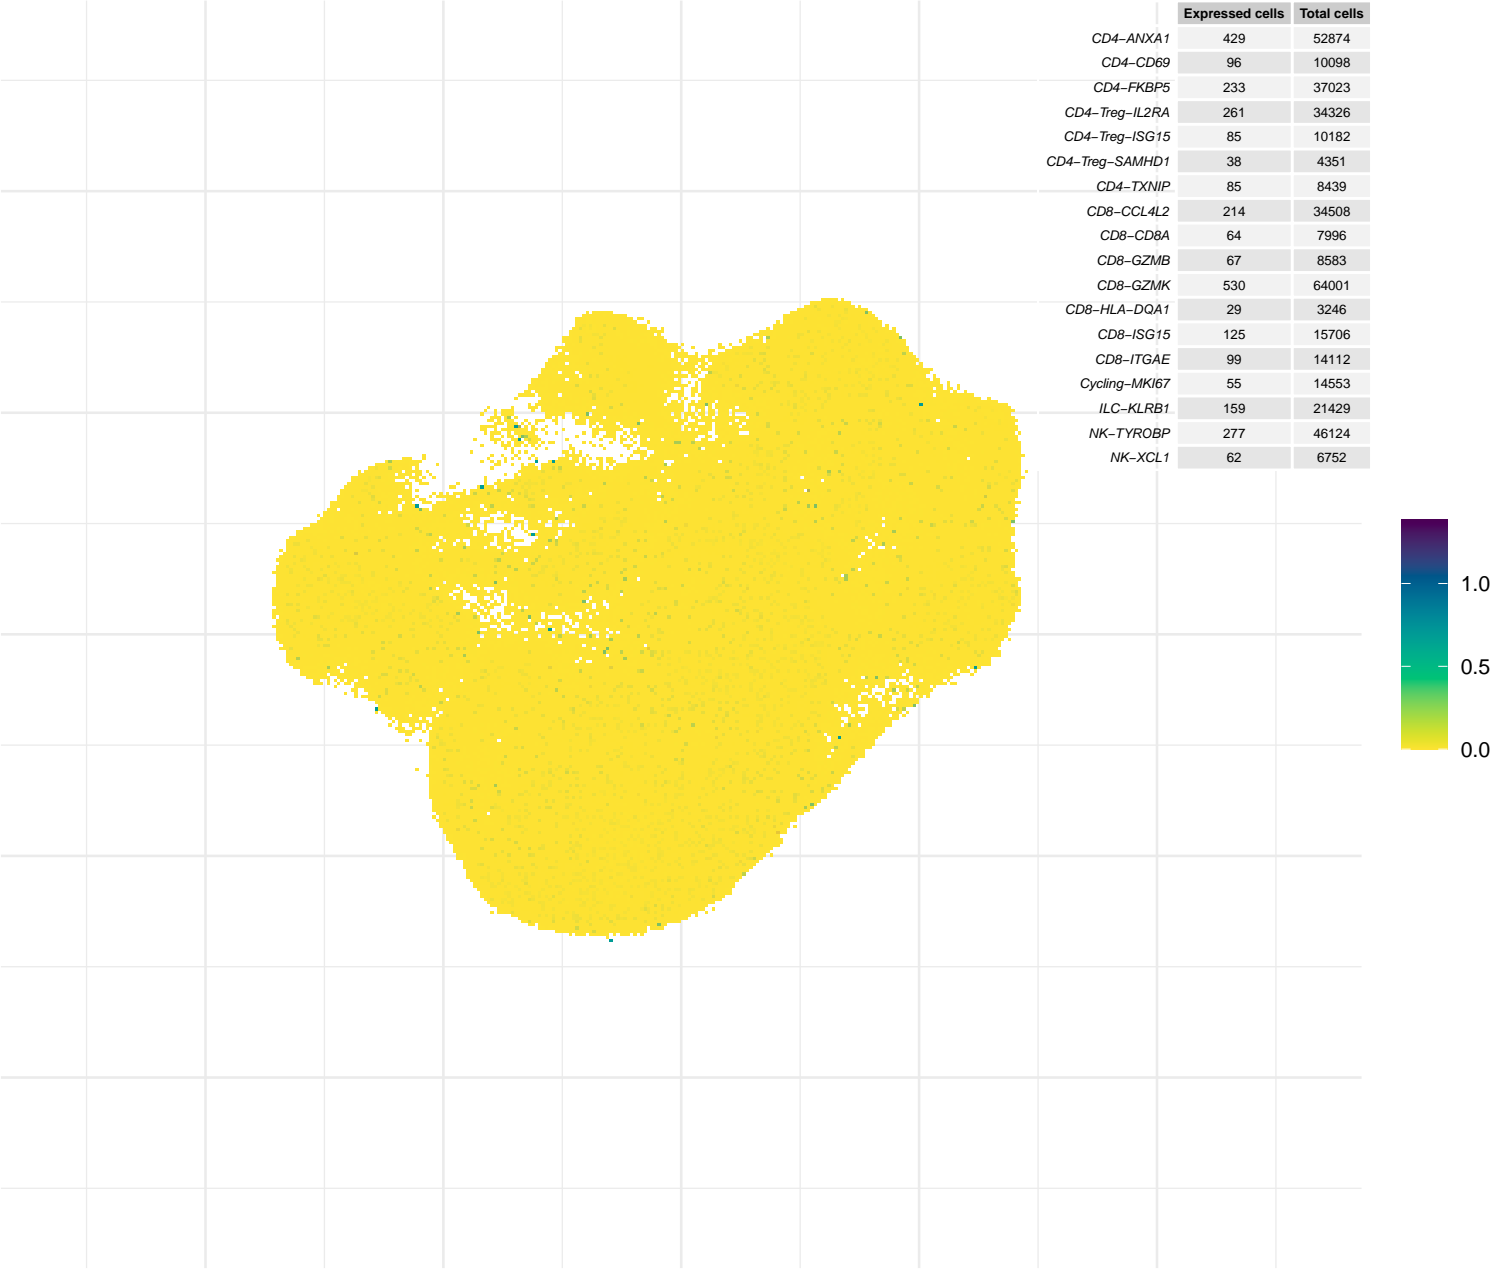 Expressed cells Total cells
CD4−ANXA1 429 52874
CD4−CD69 96 10098
CD4−FKBP5 233 37023
CD4−Treg−IL2RA 261 34326
CD4−Treg−ISG15 85 10182
CD4−Treg−SAMHD1 38 4351
CD4−TXNIP 85 8439
CD8−CCL4L2 214 34508
CD8−CD8A 64 7996
CD8−GZMB 67 8583
CD8−GZMK 530 64001
CD8−HLA−DQA1 29 3246
CD8−ISG15 125 15706
CD8−ITGAE 99 14112
Cycling−MKI67 55 14553
ILC−KLRB1 159 21429
NK−TYROBP 277 46124
NK−XCL1 62 6752
1.0
0.5
0.0